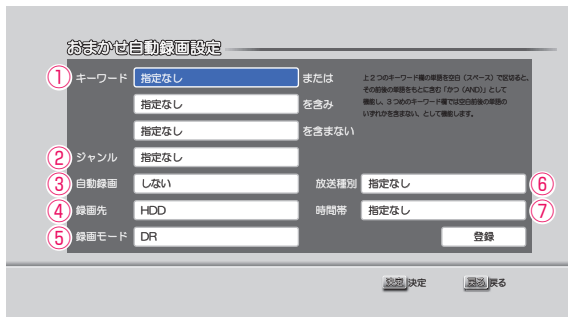 おまかせ自動録画設定
① キーワード 指定なし または
指定なし を含み
指定なし を含まない
上２つのキーワード欄の単語を空白（スペース）で区切ると、
その前後の単語をもとに含む「かつ（AND）」として
機能し、３つめのキーワード欄では空白前後の単語の
いずれかを含まない、として機能します。
② ジャンル 指定なし
③ 自動録画 しない 放送種別 指定なし ⑥
④ 録画先 HDD 時間帯 指定なし ⑦
⑤ 録画モード DR 登録
決定 決定 戻る 戻る